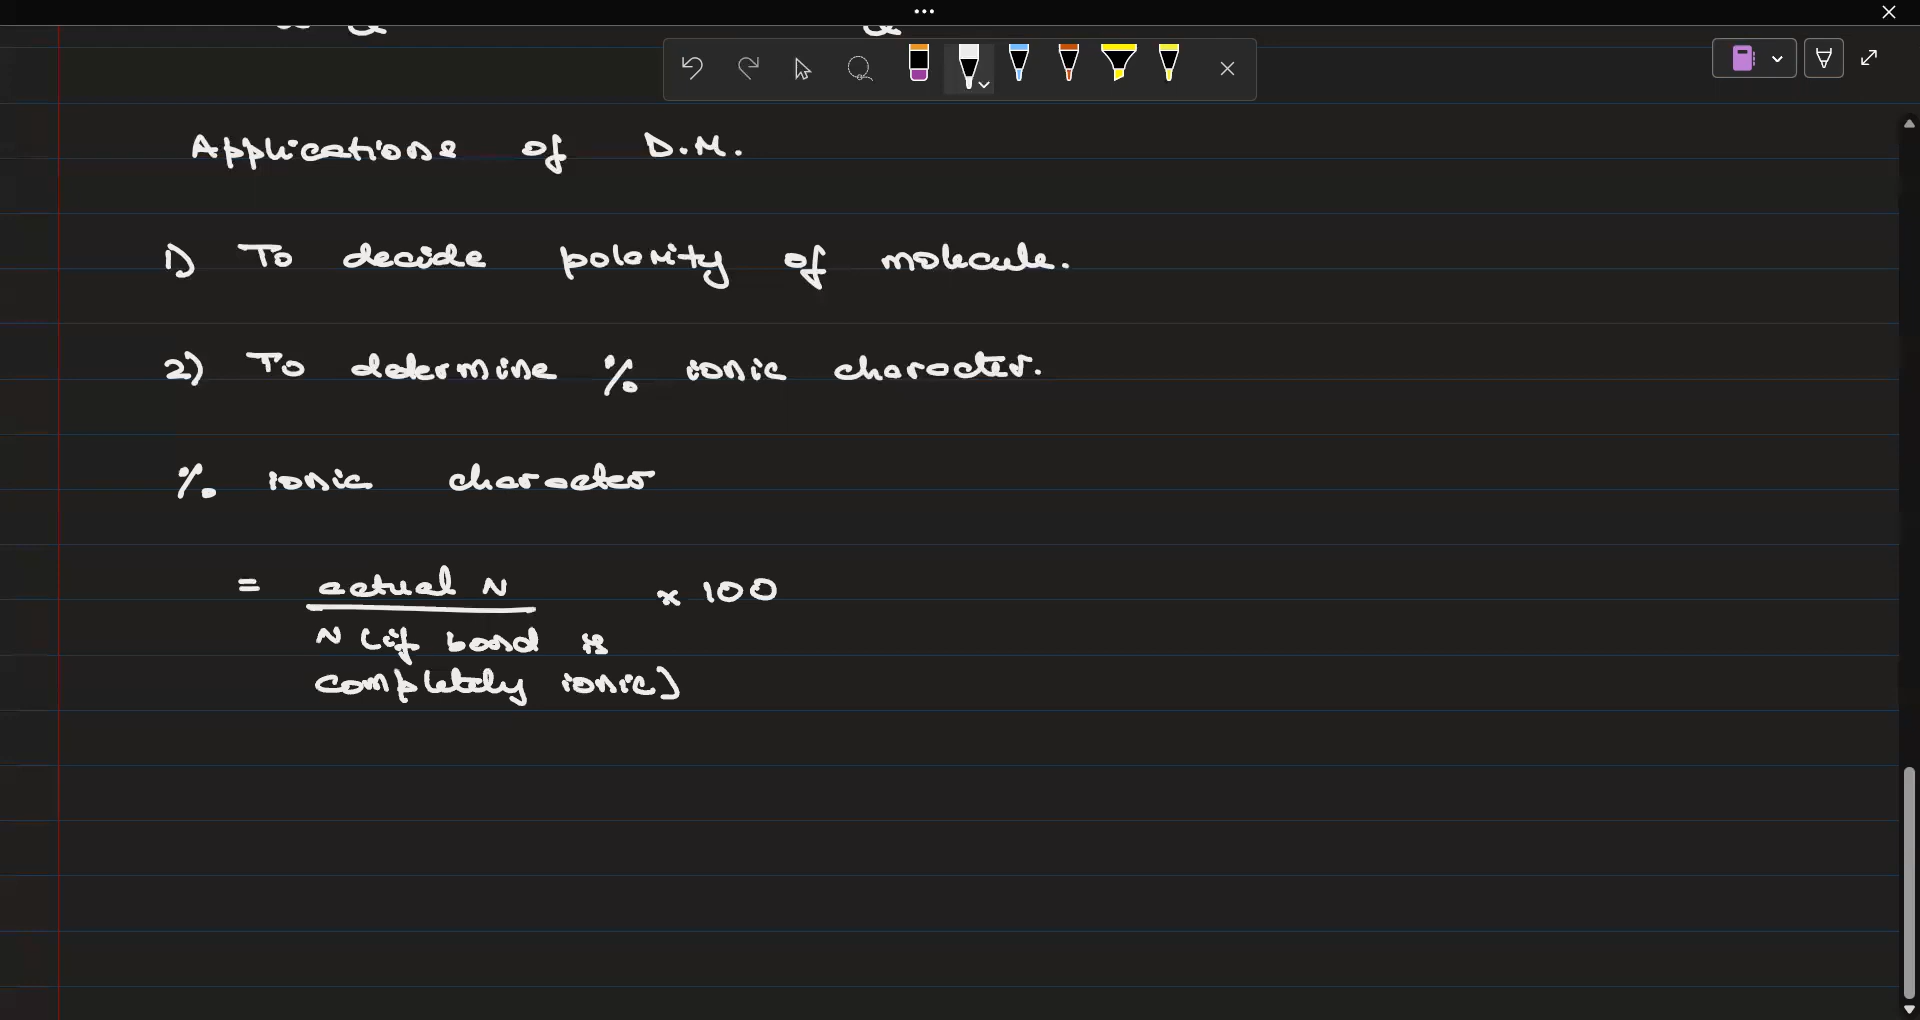 Applications of D.M.
1) To decide polarity of molecule.
2) To determine % ionic character.
% ionic character
= actual N × 100
N (if bond is
completely ionic)